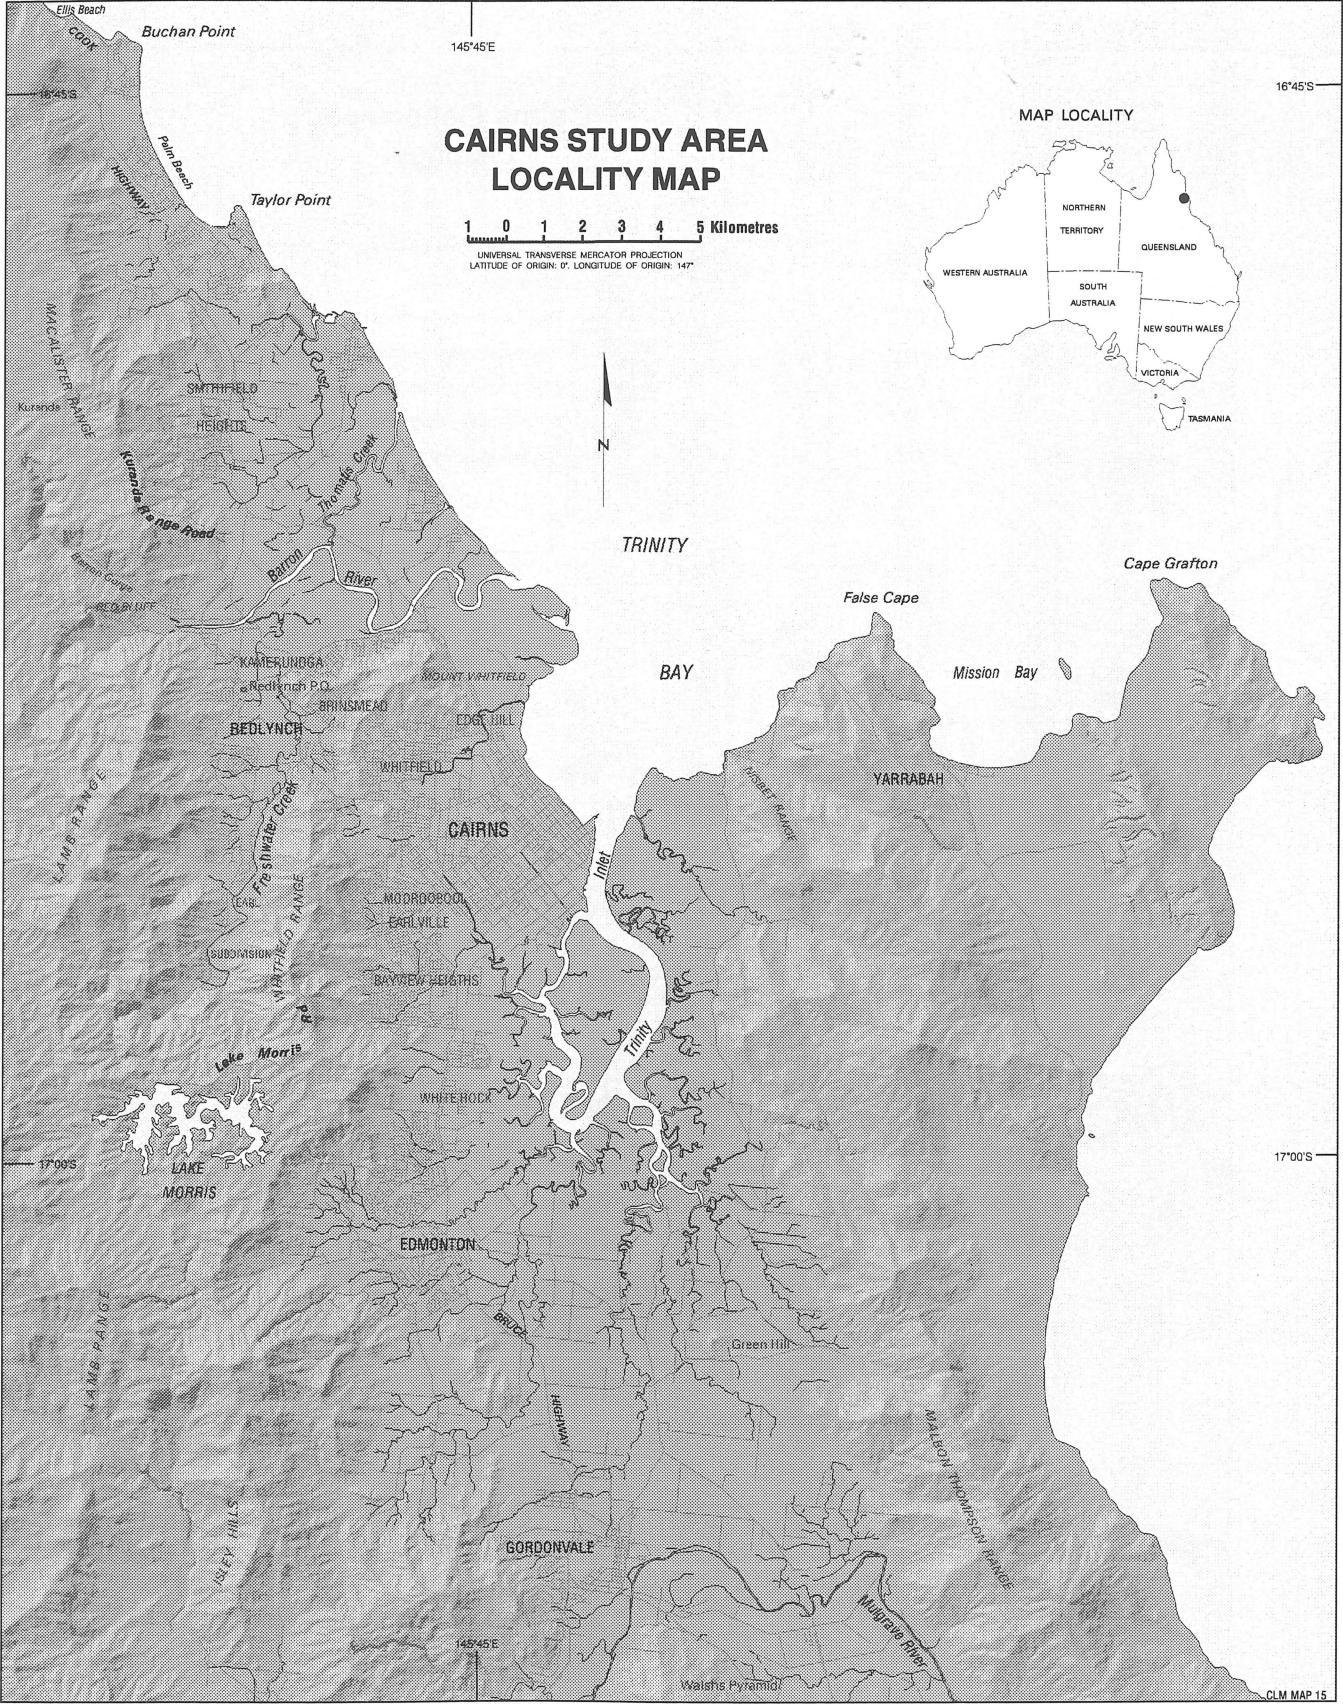 Ellis Beach
COOK
Buchan Point
145°45'E
16°45'S
16°45'S
MAP LOCALITY
CAIRNS STUDY AREA
LOCALITY MAP
Palm Beach
HIGHWAY
Taylor Point
1 0 1 2 3 4 5 Kilometres
UNIVERSAL TRANSVERSE MERCATOR PROJECTION
LATITUDE OF ORIGIN: 0°. LONGITUDE OF ORIGIN: 147°
NORTHERN
TERRITORY
QUEENSLAND
WESTERN AUSTRALIA
SOUTH
AUSTRALIA
NEW SOUTH WALES
VICTORIA
TASMANIA
MACALISTER RANGE
SMITHFIELD
HEIGHTS
Kuranda
N
Thomatis Creek
Kuranda Range Road
TRINITY
Barron Gorge
Barron
River
Cape Grafton
False Cape
RED BLUFF
KAMERUNGA
MOUNT WHITFIELD
BAY
Mission Bay
Redlynch P.O.
BRINSMEAD
EDGE HILL
REDLYNCH
WHITFIELD
NISBET RANGE
YARRABAH
LAMB RANGE
Freshwater Creek
CAIRNS
Inlet
MOOROOBOOL
EARLVILLE
WHITFIELD RANGE
SUBDIVISION
BAYVIEW HEIGTHS
RD
Trinity
Lake Morris
WHITE ROCK
17°00'S
17°00'S
LAKE
MORRIS
EDMONTON
LAMB RANGE
BRUCE
Green Hill
HIGHWAY
MALBON THOMPSON RANGE
ISLEY HILLS
GORDONVALE
Mulgrave River
145°45'E
Walshs Pyramid
CLM MAP 15